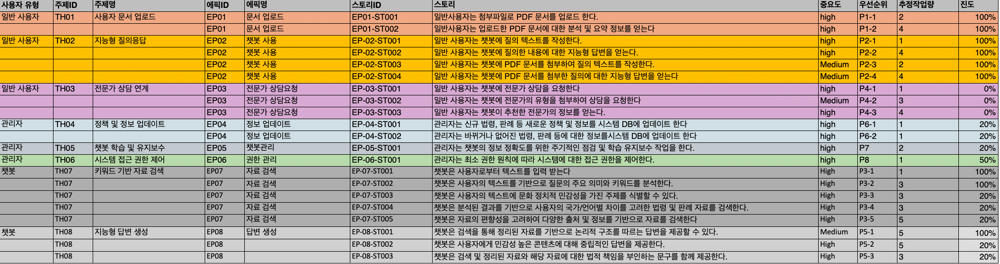 사용자 유형 주제ID 주제명 에픽ID 에픽명 스토리ID 스토리 중요도 우선순위 추정작업량 진도
일반 사용자 TH01 사용자 문서 업로드 EP01 문서 업로드 EP01-ST001 일반사용자는 첨부파일로 PDF 문서를 업로드 한다. high P1-1 2 100%
EP01 문서 업로드 EP01-ST002 일반사용자는 업로드한 PDF 문서에 대한 분석 및 요약 정보를 얻는다 high P1-2 4 100%
일반 사용자 TH02 지능형 질의응답 EP02 챗봇 사용 EP-02-ST001 일반 사용자는 챗봇에 질의 텍스트를 작성한다. high P2-1 1 100%
EP02 챗봇 사용 EP-02-ST002 일반 사용자는 챗봇에 질의한 내용에 대한 지능형 답변을 얻는다. high P2-2 4 100%
EP02 챗봇 사용 EP-02-ST003 일반 사용자는 챗봇에 PDF 문서를 첨부하여 질의 텍스트를 작성한다. Medium P2-3 2 100%
EP02 챗봇 사용 EP-02-ST004 일반 사용자는 챗봇에 PDF 문서를 첨부한 질의에 대한 지능형 답변을 얻는다 Medium P2-4 4 100%
일반 사용자 TH03 전문가 상담 연계 EP03 전문가 상담요청 EP-03-ST001 일반 사용자는 챗봇에 전문가 상담을 요청한다 high P4-1 1 0%
EP03 전문가 상담요청 EP-03-ST002 일반 사용자는 챗봇에 전문가의 유형을 첨부하여 상담을 요청한다 Medium P4-2 3 0%
EP03 전문가 상담요청 EP-03-ST003 일반 사용자는 챗봇이 추천한 전문가의 정보를 얻는다. high P4-3 4 0%
관리자 TH04 정책 및 정보 업데이트 EP04 정보 업데이트 EP-04-ST001 관리자는 신규 법령, 판례 등 새로운 정책 및 정보를 시스템 DB에 업데이트 한다 high P6-1 1 20%
EP04 정보 업데이트 EP-04-ST002 관리자는 바뀌거나 없어진 법령, 판례 등에 대한 정보를시스템 DB에 업데이트 한다 high P6-2 1 20%
관리자 TH05 챗봇 학습 및 유지보수 EP05 챗봇관리 EP-05-ST001 관리자는 챗봇의 정보 정확도를 위한 주기적인 점검 및 학습 유지보수 작업을 한다. high P7 2 20%
관리자 TH06 시스템 접근 권한 제어 EP06 권한 관리 EP-06-ST001 관리자는 최소 권한 원칙에 따라 시스템에 대한 접근 권한을 제어한다. high P8 1 50%
챗봇 TH07 키워드 기반 자료 검색 EP07 자료 검색 EP-07-ST001 챗봇은 사용자로부터 텍스트를 입력 받는다 High P3-1 1 100%
TH07 EP07 자료 검색 EP-07-ST002 챗봇은 사용자의 텍스트를 기반으로 질문의 주요 의미와 키워드를 분석한다. High P3-2 3 100%
TH07 EP07 자료 검색 EP-07-ST003 챗봇은 사용자의 텍스트에 문화 정치적 민감성을 가진 주제를 식별할 수 있다. High P3-3 3 20%
TH07 EP07 자료 검색 EP-07-ST004 챗봇은 분석된 결과를 기반으로 사용자의 국가/언어별 차이를 고려한 법령 및 판례 자료를 검색한다. High P3-4 3 20%
TH07 EP07 자료 검색 EP-07-ST005 챗봇은 자료의 편향성을 고려하여 다양한 출처 및 정보를 기반으로 자료를 검색한다 High P3-5 5 20%
챗봇 TH08 지능형 답변 생성 EP08 답변 생성 EP-08-ST001 챗봇은 검색을 통해 정리된 자료를 기반으로 논리적 구조를 따르는 답변을 제공할 수 있다. Medium P5-1 5 100%
TH08 EP08 EP-08-ST002 챗봇은 사용자에게 민감성 높은 콘텐츠에 대해 중립적인 답변을 제공한다. High P5-2 5 20%
TH08 EP08 EP-08-ST003 챗봇은 검색 및 정리된 자료와 해당 자료에 대한 법적 책임을 부인하는 문구를 함께 제공한다. High P5-3 3 20%